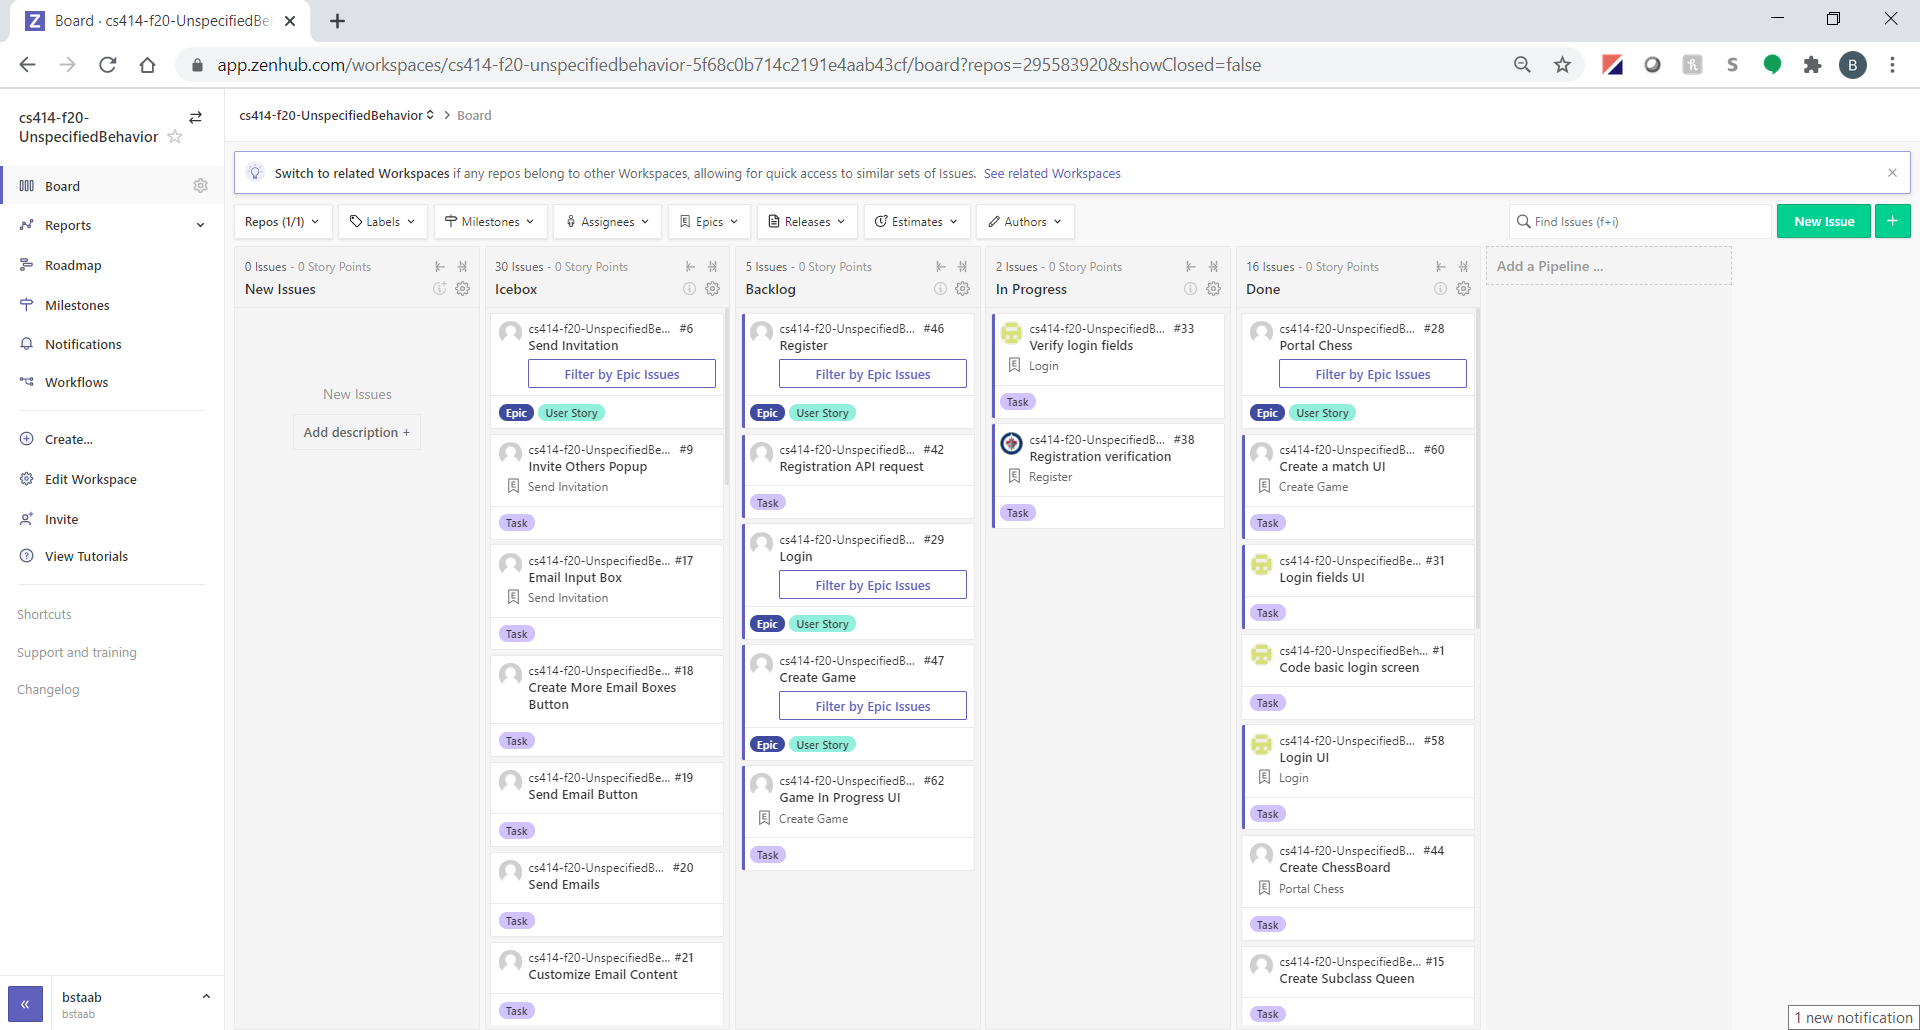 Board · cs414-f20-UnspecifiedBe
app.zenhub.com/workspaces/cs414-f20-unspecifiedbehavior-5f68c0b714c2191e4aab43cf/board?repos=295583920&showClosed=false
B
cs414-f20-
UnspecifiedBehavior
Board
Reports
Roadmap
Milestones
Notifications
Workflows
Create...
Edit Workspace
Invite
View Tutorials
Shortcuts
Support and training
Changelog
bstaab
bstaab
cs414-f20-UnspecifiedBehavior > Board
Switch to related Workspaces if any repos belong to other Workspaces, allowing for quick access to similar sets of Issues. See related Workspaces
Repos (1/1) Labels Milestones Assignees Epics Releases Estimates Authors
Find Issues (f+i)
New Issue
+
0 Issues - 0 Story Points
New Issues
New Issues
Add description +
30 Issues - 0 Story Points
Icebox
cs414-f20-UnspecifiedBe... #6
Send Invitation
Filter by Epic Issues
Epic User Story
cs414-f20-UnspecifiedBe... #9
Invite Others Popup
Send Invitation
Task
cs414-f20-UnspecifiedBe... #17
Email Input Box
Send Invitation
Task
cs414-f20-UnspecifiedBe... #18
Create More Email Boxes
Button
Task
cs414-f20-UnspecifiedBe... #19
Send Email Button
Task
cs414-f20-UnspecifiedB... #20
Send Emails
Task
cs414-f20-UnspecifiedBe... #21
Customize Email Content
Task
5 Issues - 0 Story Points
Backlog
cs414-f20-UnspecifiedB... #46
Register
Filter by Epic Issues
Epic User Story
cs414-f20-UnspecifiedB... #42
Registration API request
Task
cs414-f20-UnspecifiedB... #29
Login
Filter by Epic Issues
Epic User Story
cs414-f20-UnspecifiedB... #47
Create Game
Filter by Epic Issues
Epic User Story
cs414-f20-UnspecifiedB... #62
Game In Progress UI
Create Game
Task
2 Issues - 0 Story Points
In Progress
cs414-f20-UnspecifiedB... #33
Verify login fields
Login
Task
cs414-f20-UnspecifiedB... #38
Registration verification
Register
Task
16 Issues - 0 Story Points
Done
cs414-f20-UnspecifiedB... #28
Portal Chess
Filter by Epic Issues
Epic User Story
cs414-f20-UnspecifiedB... #60
Create a match UI
Create Game
Task
cs414-f20-UnspecifiedBe... #31
Login fields UI
Task
cs414-f20-UnspecifiedBeh... #1
Code basic login screen
Task
cs414-f20-UnspecifiedB... #58
Login UI
Login
Task
cs414-f20-UnspecifiedB... #44
Create ChessBoard
Portal Chess
Task
cs414-f20-UnspecifiedBe... #15
Create Subclass Queen
Task
Add a Pipeline ...
1 new notification